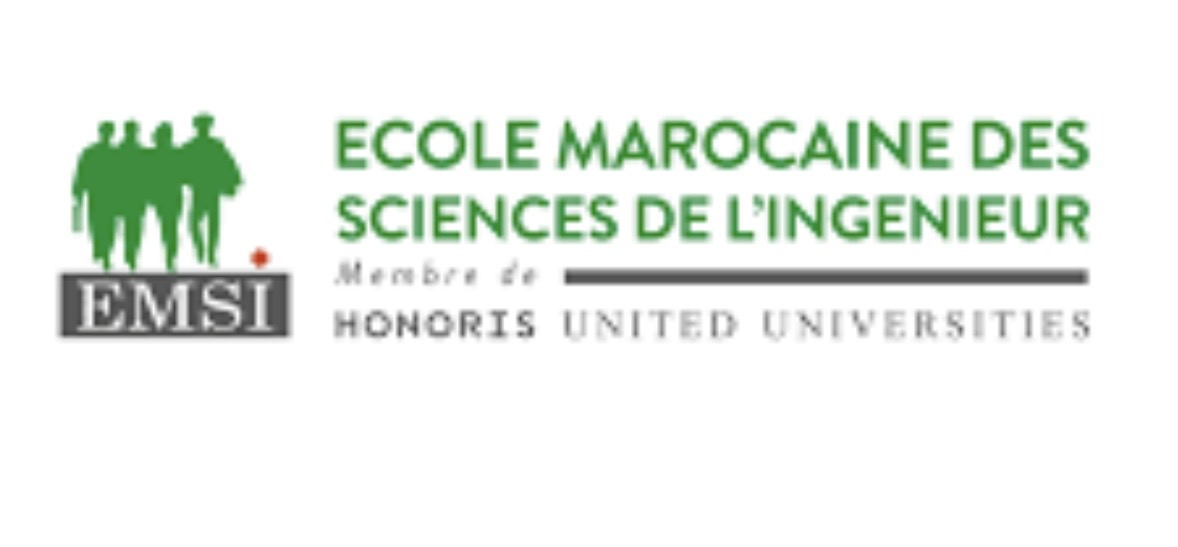 EMSI
ECOLE MAROCAINE DES
SCIENCES DE L'INGENIEUR
Membre de
HONORIS UNITED UNIVERSITIES